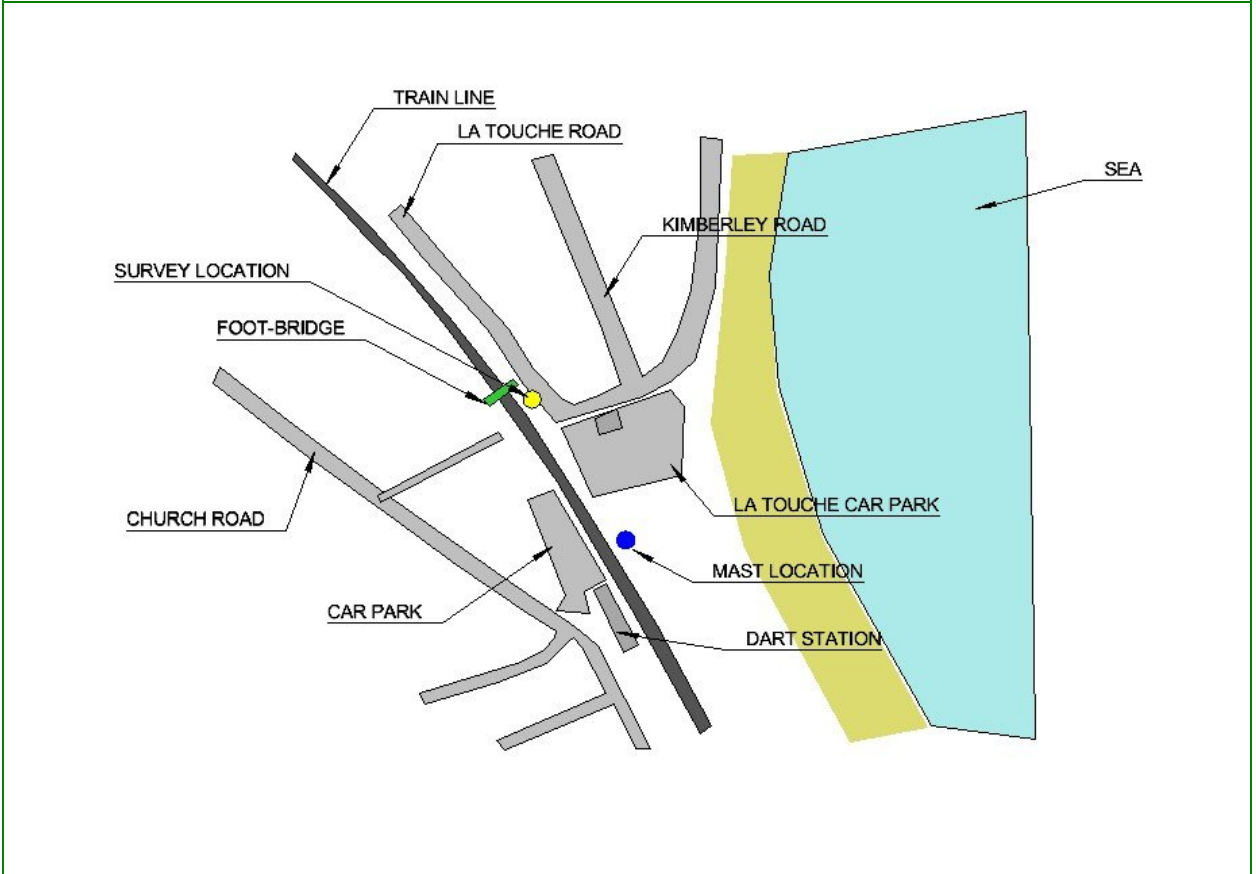 TRAIN LINE
LA TOUCHE ROAD
SEA
KIMBERLEY ROAD
SURVEY LOCATION
FOOT-BRIDGE
LA TOUCHE CAR PARK
CHURCH ROAD
MAST LOCATION
CAR PARK
DART STATION